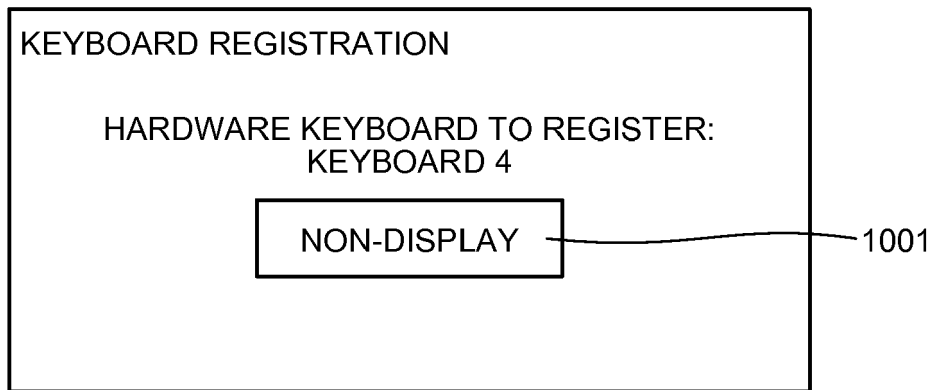 KEYBOARD REGISTRATION
HARDWARE KEYBOARD TO REGISTER:
KEYBOARD 4
NON-DISPLAY
1001